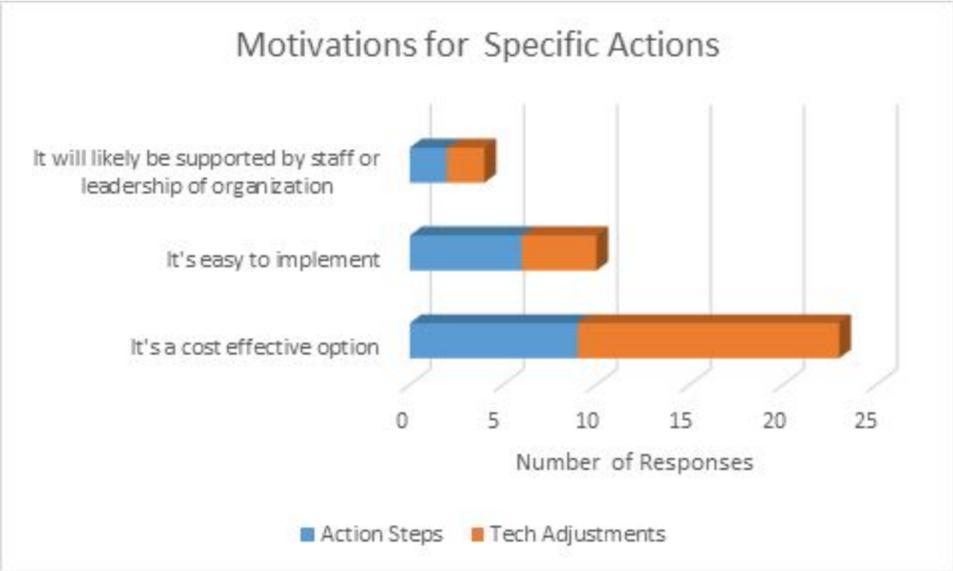 Motivations for Specific Actions
It will likely be supported by staff or
leadership of organization
It's easy to implement
It's a cost effective option
0 5 10 15 20 25
Number of Responses
Action Steps Tech Adjustments